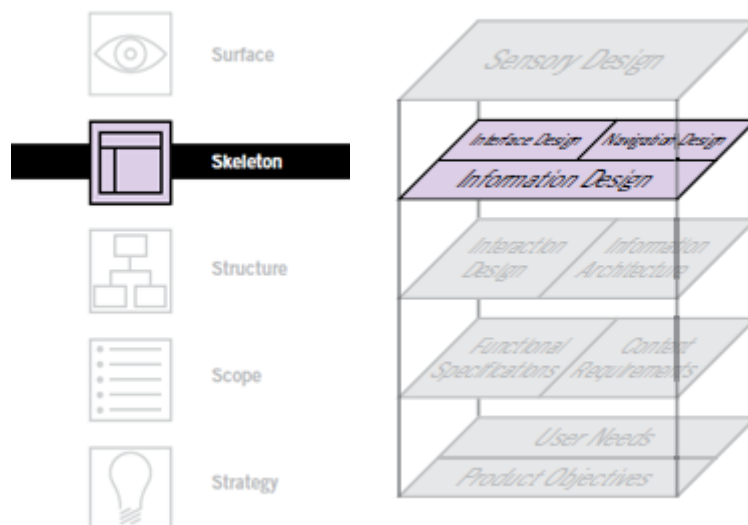 Surface
Skeleton
Structure
Scope
Strategy
Sensory Design
Interface Design
Navigation Design
Information Design
Interaction
Design
Information
Architecture
Functional
Specifications
Content
Requirements
User Needs
Product Objectives